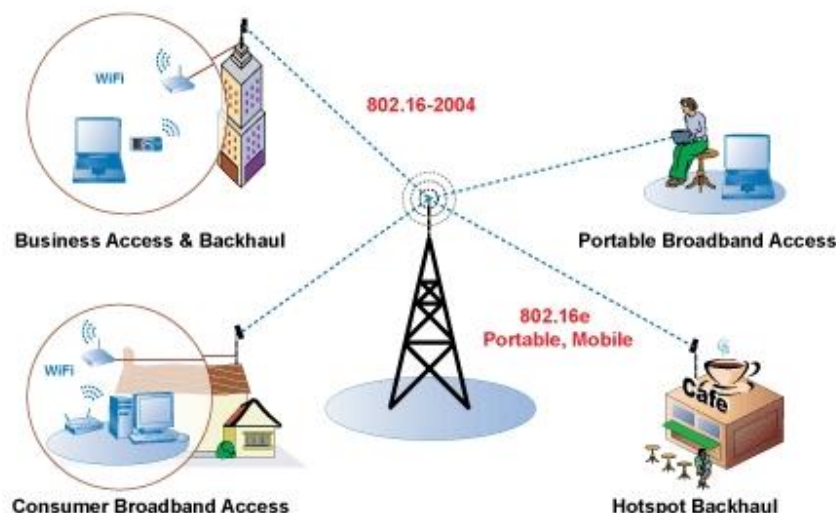 WiFi
802.16-2004
Business Access & Backhaul
Portable Broadband Access
802.16e
Portable, Mobile
WiFi
Cafe
Consumer Broadband Access
Hotspot Backhaul